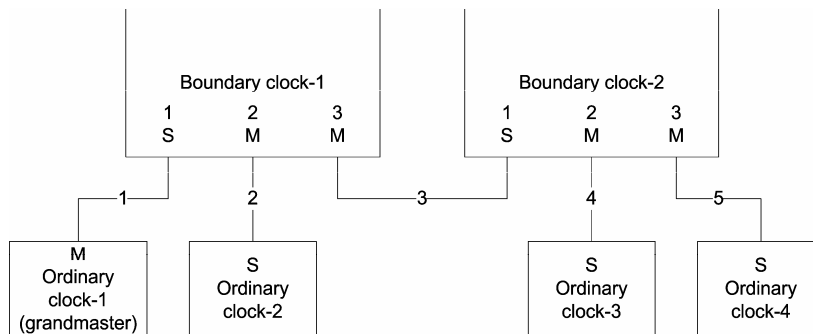 Boundary clock-1
Boundary clock-2
1 2 3
S M M
1 2 3
S M M
1
2
3
4
5
M
Ordinary
clock-1
(grandmaster)
S
Ordinary
clock-2
S
Ordinary
clock-3
S
Ordinary
clock-4